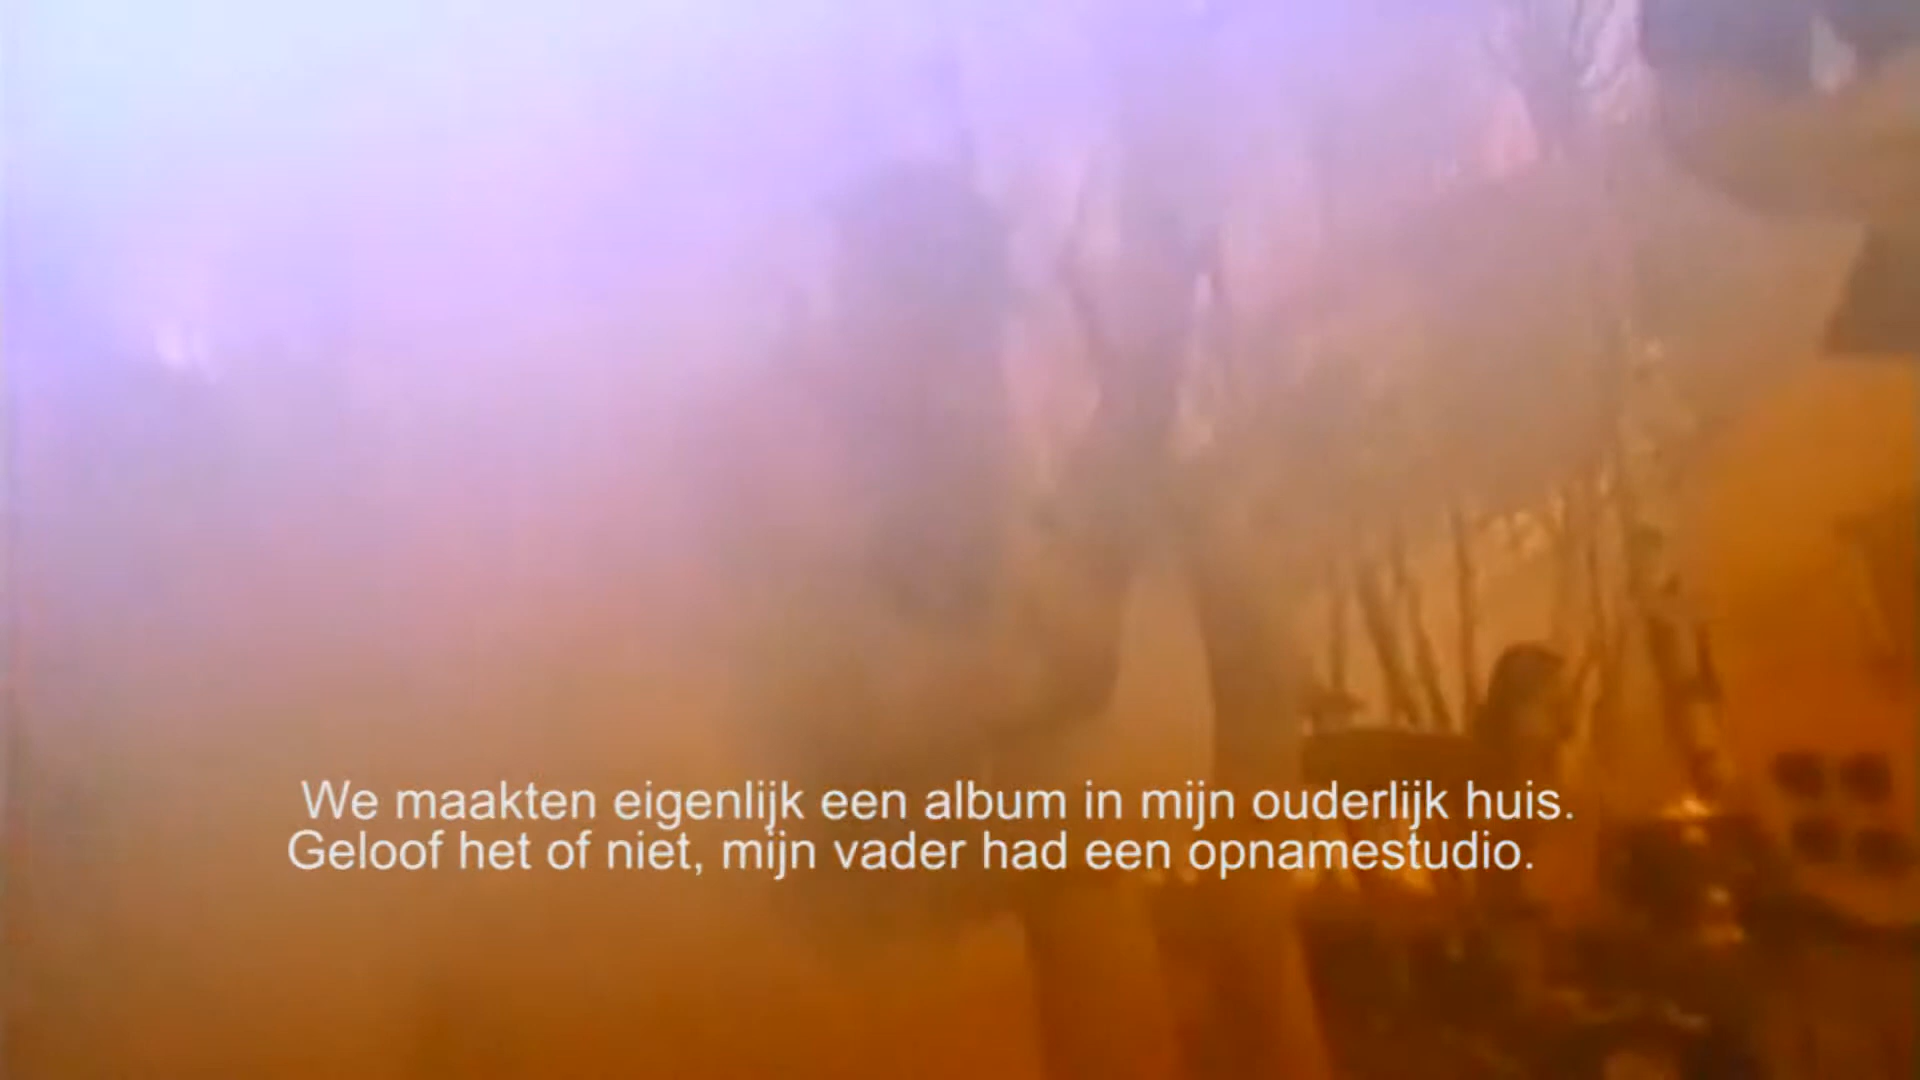 We maakten eigenlijk een album in mijn ouderlijk huis.
Geloof het of niet, mijn vader had een opnamestudio.